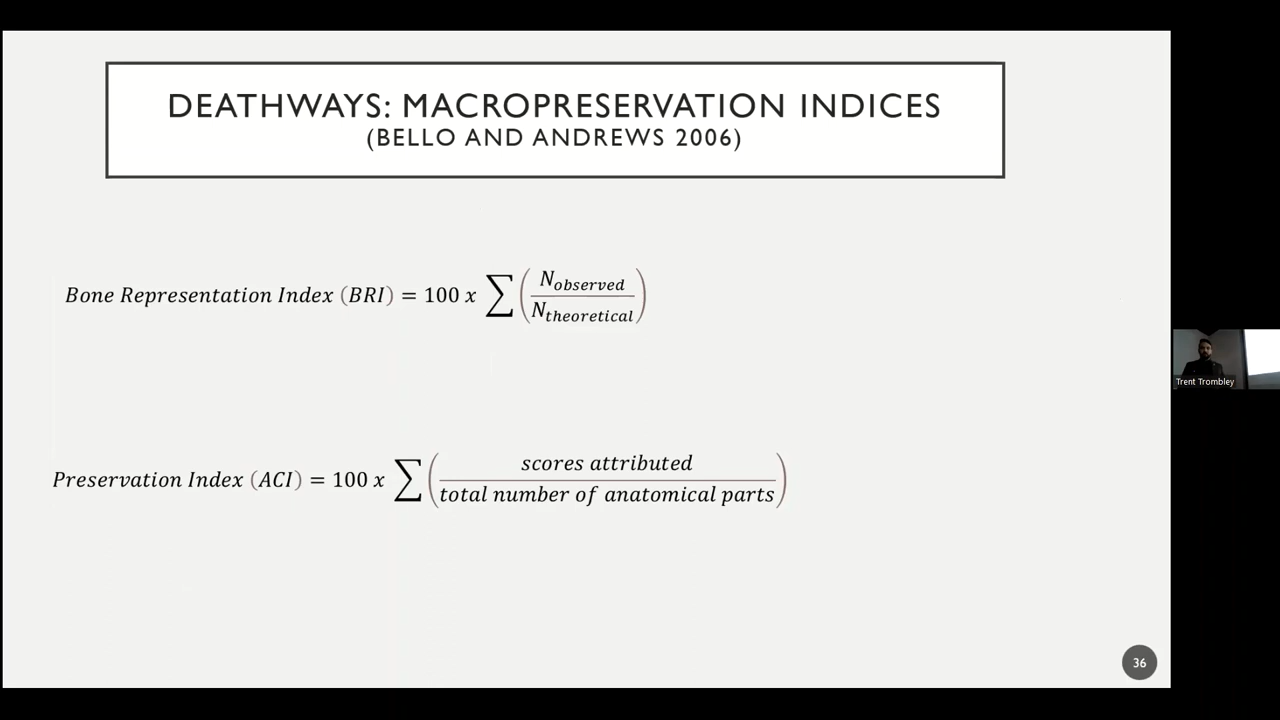 DEATHWAYS: MACROPRESERVATION INDICES
(BELLO AND ANDREWS 2006)
Bone Representation Index (BRI) = 100 x ∑ (N_observed / N_theoretical)
Preservation Index (ACI) = 100 x ∑ (scores attributed / total number of anatomical parts)
Trent Trombley
36